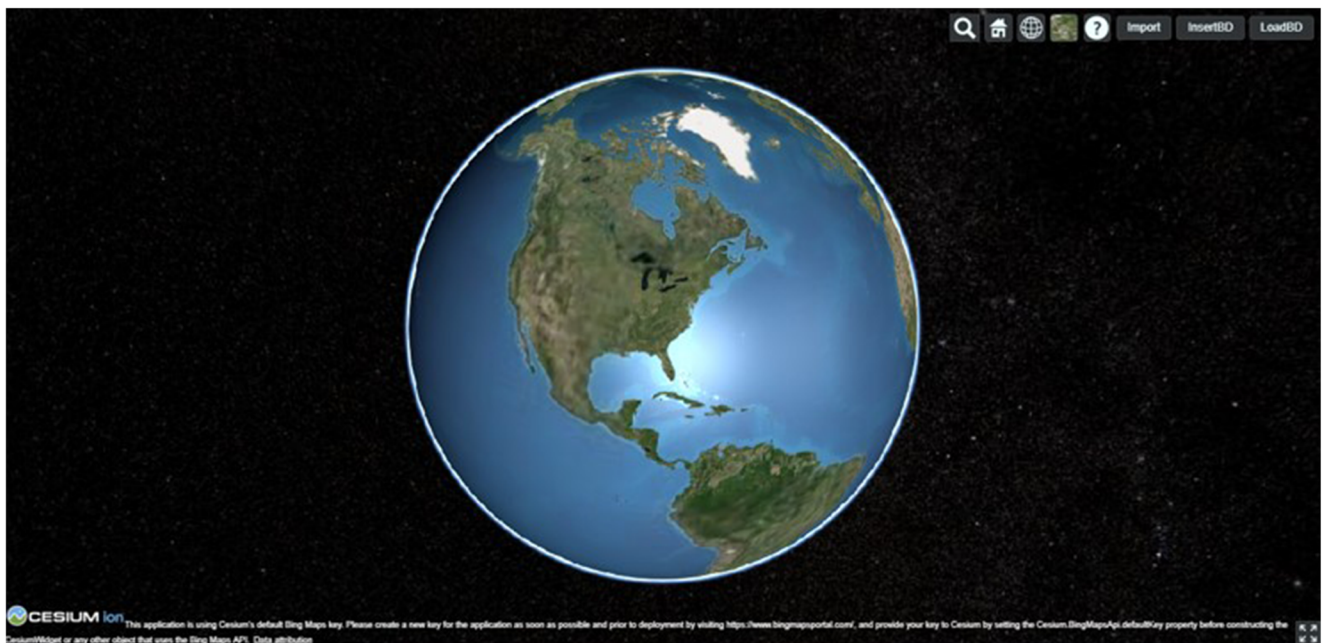 ? Import InsertBD LoadBD
CESIUM ion This application is using Cesium's default Bing Maps key. Please create a new key for the application as soon as possible and prior to deployment by visiting https://www.bingmapsportal.com/, and provide your key to Cesium by setting the Cesium.BingMapsApi.defaultKey property before constructing the
CesiumWidget or any other object that uses the Bing Maps API. Data attribution